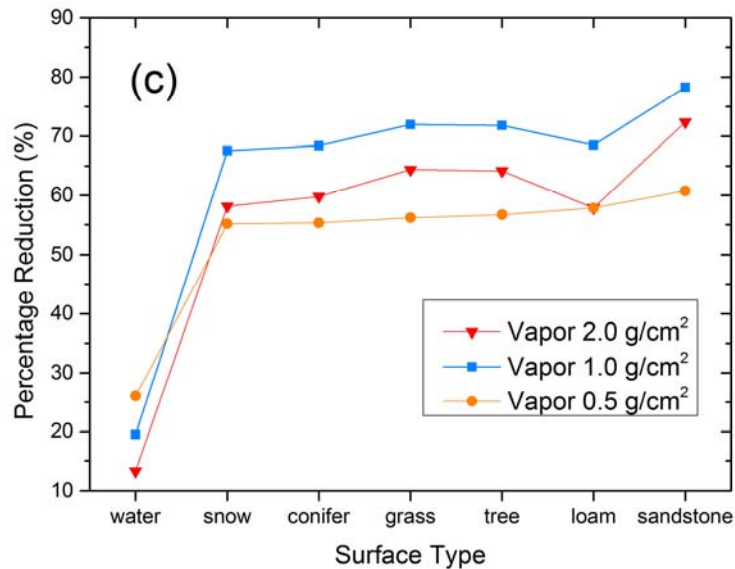 (c)
Percentage Reduction (%)
90
80
70
60
50
40
30
20
10
Vapor 2.0 g/cm²
Vapor 1.0 g/cm²
Vapor 0.5 g/cm²
water snow conifer grass tree loam sandstone
Surface Type